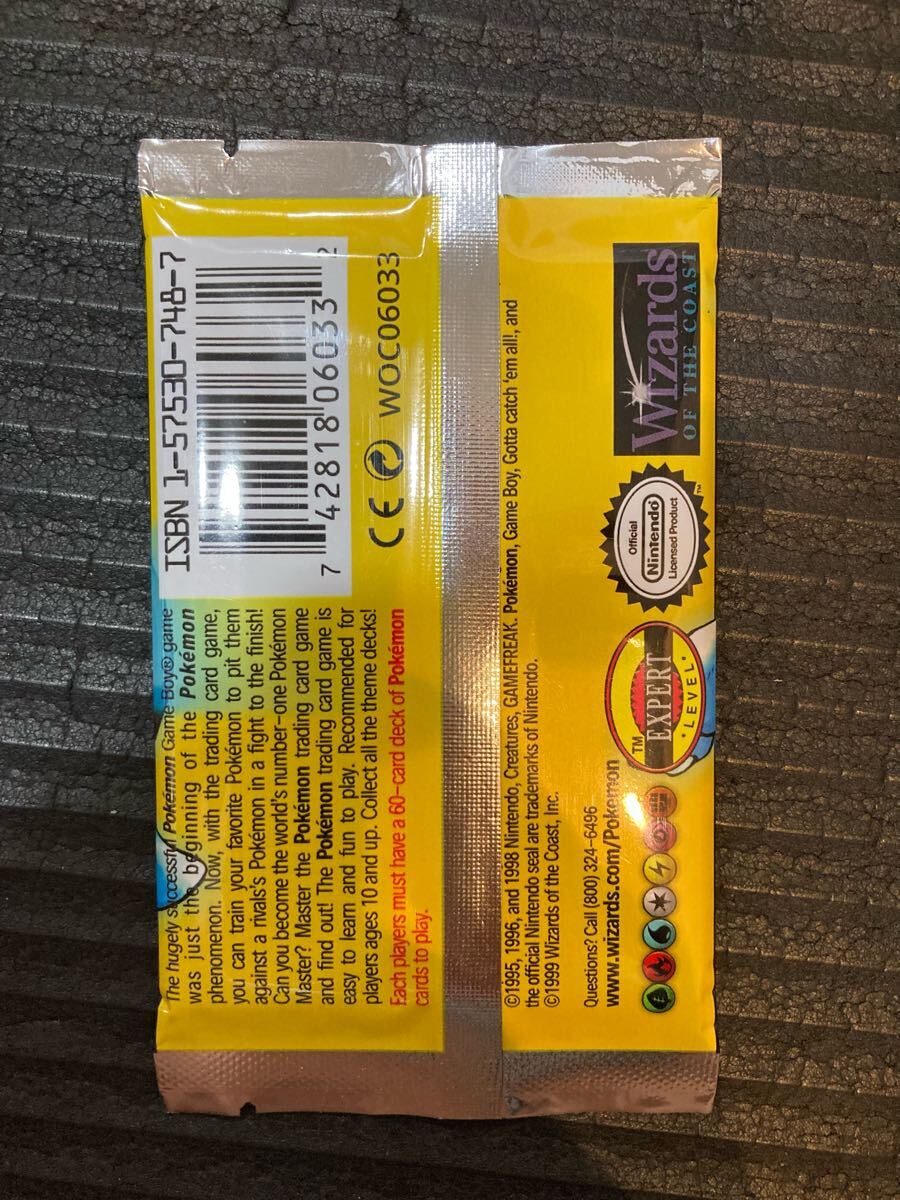 The hugely successful Pokémon Game Boy® game
was just the beginning of the Pokémon
phenomenon. Now, with the trading card game,
you can train your favorite Pokémon to pit them
against a rivals's Pokémon in a fight to the finish!
Can you become the world's number-one Pokémon
Master? Master the Pokémon trading card game
and find out! The Pokémon trading card game is
easy to learn and fun to play. Recommended for
players ages 10 and up. Collect all the theme decks!
Each players must have a 60-card deck of Pokémon
cards to play.
ISBN 1-57530-748-7
7 42818 06033 2
CE WOC06033
©1995, 1996, and 1998 Nintendo, Creatures, GAMEFREAK. Pokémon, Game Boy, Gotta catch 'em all!, and
the official Nintendo seal are trademarks of Nintendo.
©1999 Wizards of the Coast, Inc.
Questions? Call (800) 324-6496
www.wizards.com/Pokemon
TM
EXPERT
• LEVEL •
Official
Nintendo®
Licensed Product
TM
Wizards
OF THE COAST